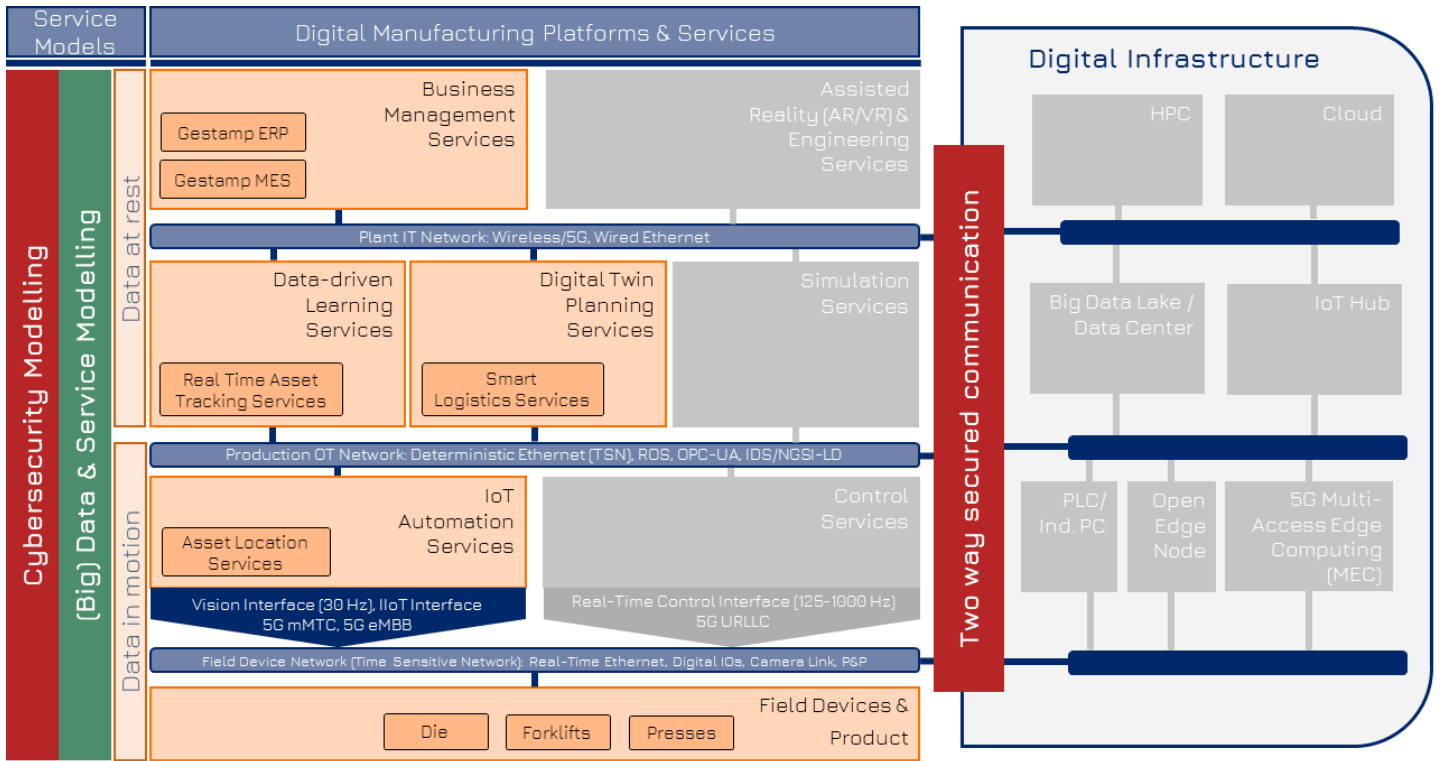 Service
Models
Digital Manufacturing Platforms & Services
Cybersecurity Modelling
(Big) Data & Service Modelling
Data at rest
Data in motion
Business
Management
Services
Gestamp ERP
Gestamp MES
Assisted
Reality (AR/VR) &
Engineering
Services
Plant IT Network: Wireless/5G, Wired Ethernet
Data-driven
Learning
Services
Real Time Asset
Tracking Services
Digital Twin
Planning
Services
Smart
Logistics Services
Simulation
Services
Production OT Network: Deterministic Ethernet (TSN), ROS, OPC-UA, IDS/NGSI-LD
IoT
Automation
Services
Asset Location
Services
Control
Services
Vision Interface (30 Hz), IIoT Interface
5G mMTC, 5G eMBB
Real-Time Control Interface (125-1000 Hz)
5G URLLC
Field Device Network (Time Sensitive Network): Real-Time Ethernet, Digital IOs, Camera Link, P&P
Field Devices &
Product
Die
Forklifts
Presses
Two way secured communication
Digital Infrastructure
HPC
Cloud
Big Data Lake /
Data Center
IoT Hub
PLC/
Ind. PC
Open
Edge
Node
5G Multi-
Access Edge
Computing
(MEC)